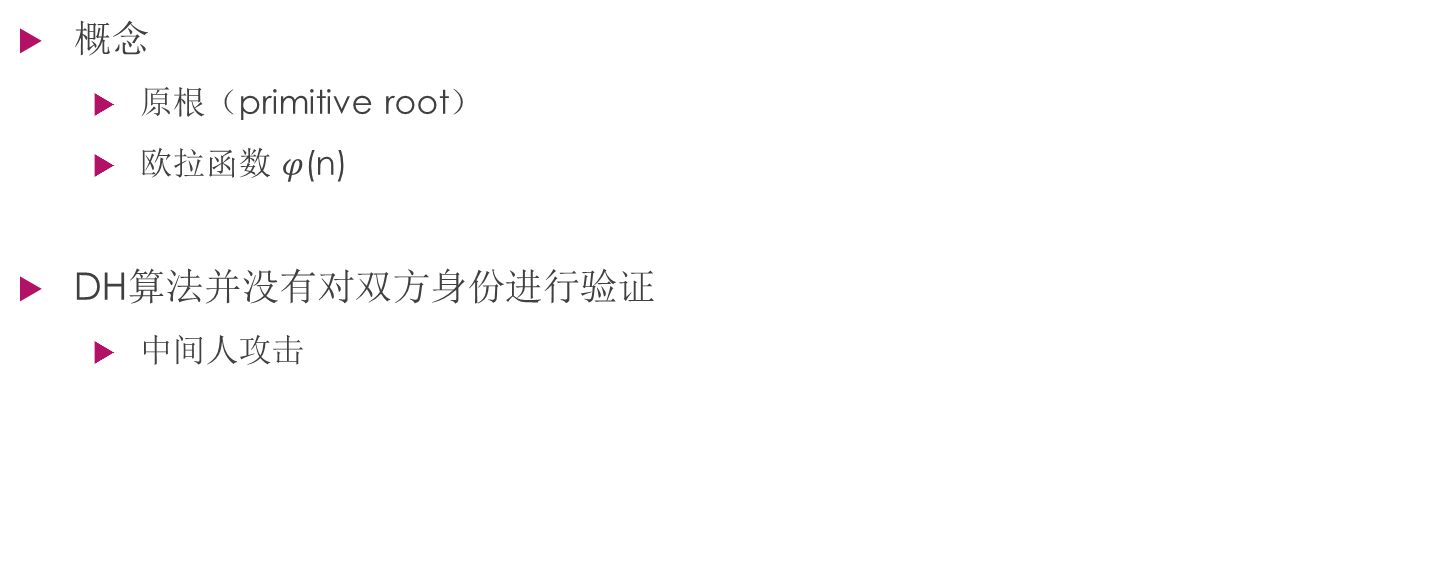 概念
原根（primitive root）
欧拉函数 φ(n)
DH算法并没有对双方身份进行验证
中间人攻击